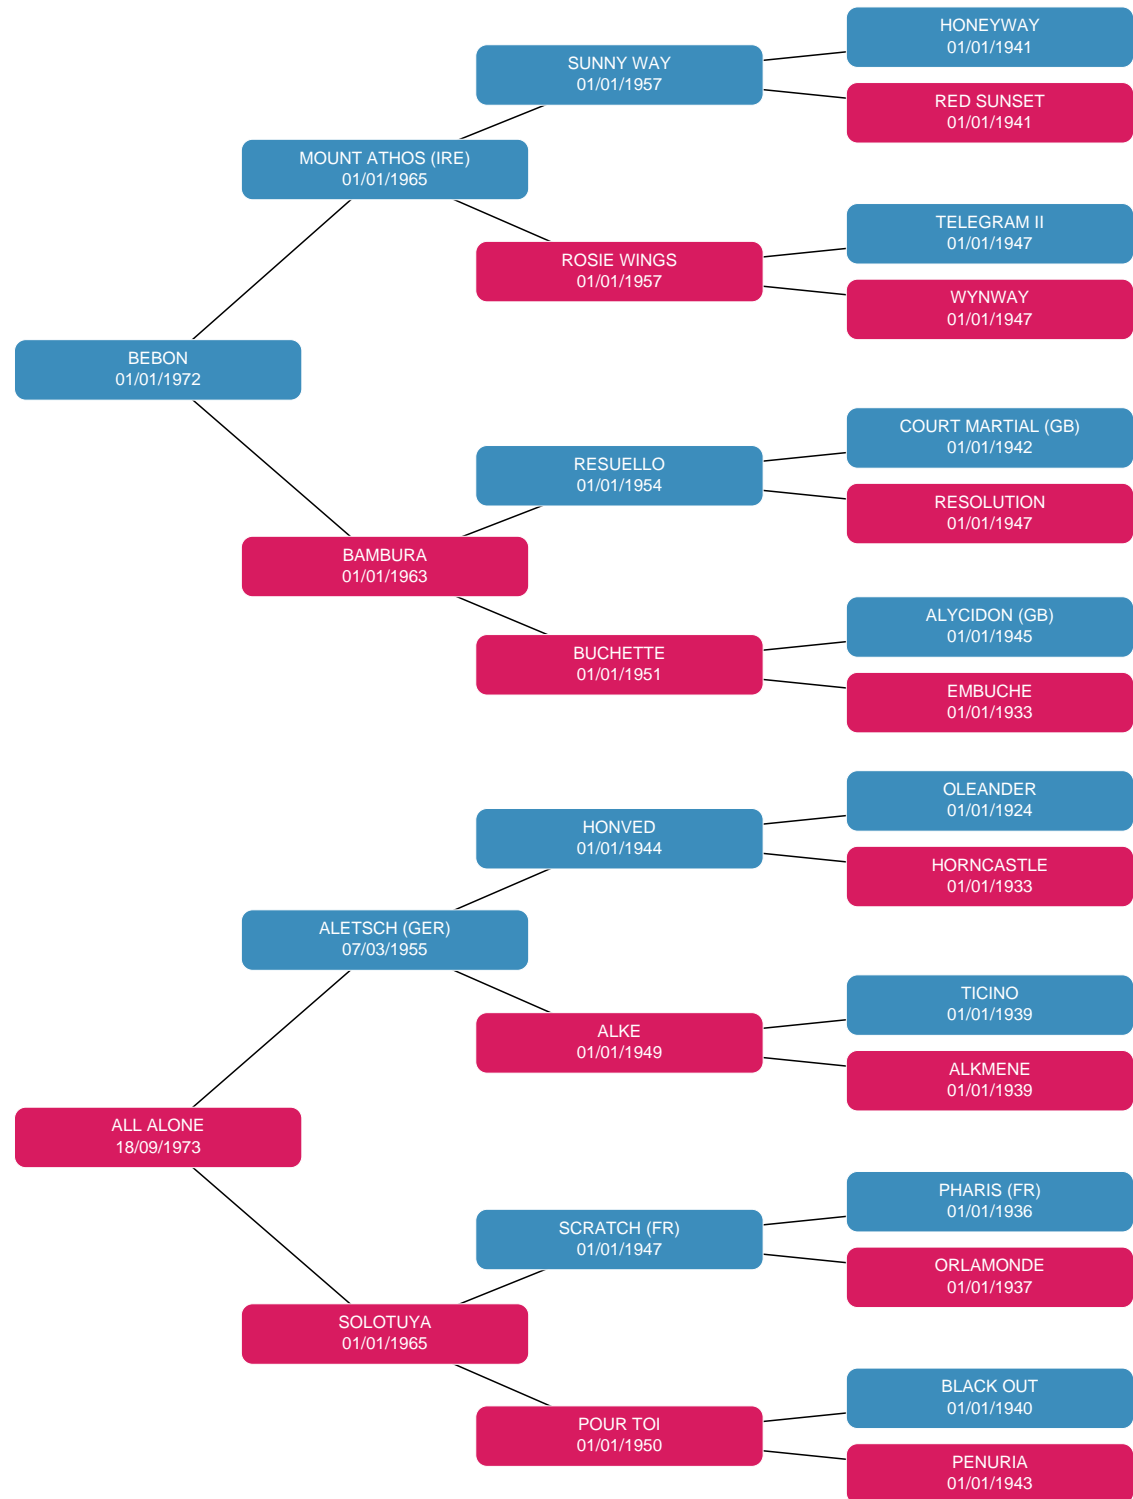 HONEYWAY
01/01/1941
SUNNY WAY
01/01/1957
RED SUNSET
01/01/1941
MOUNT ATHOS (IRE)
01/01/1965
TELEGRAM II
01/01/1947
ROSIE WINGS
01/01/1957
WYNWAY
01/01/1947
BEBON
01/01/1972
COURT MARTIAL (GB)
01/01/1942
RESUELLO
01/01/1954
RESOLUTION
01/01/1947
BAMBURA
01/01/1963
ALYCIDON (GB)
01/01/1945
BUCHETTE
01/01/1951
EMBUCHE
01/01/1933
OLEANDER
01/01/1924
HONVED
01/01/1944
HORNCASTLE
01/01/1933
ALETSCH (GER)
07/03/1955
TICINO
01/01/1939
ALKE
01/01/1949
ALKMENE
01/01/1939
ALL ALONE
18/09/1973
PHARIS (FR)
01/01/1936
SCRATCH (FR)
01/01/1947
ORLAMONDE
01/01/1937
SOLOTUYA
01/01/1965
BLACK OUT
01/01/1940
POUR TOI
01/01/1950
PENURIA
01/01/1943